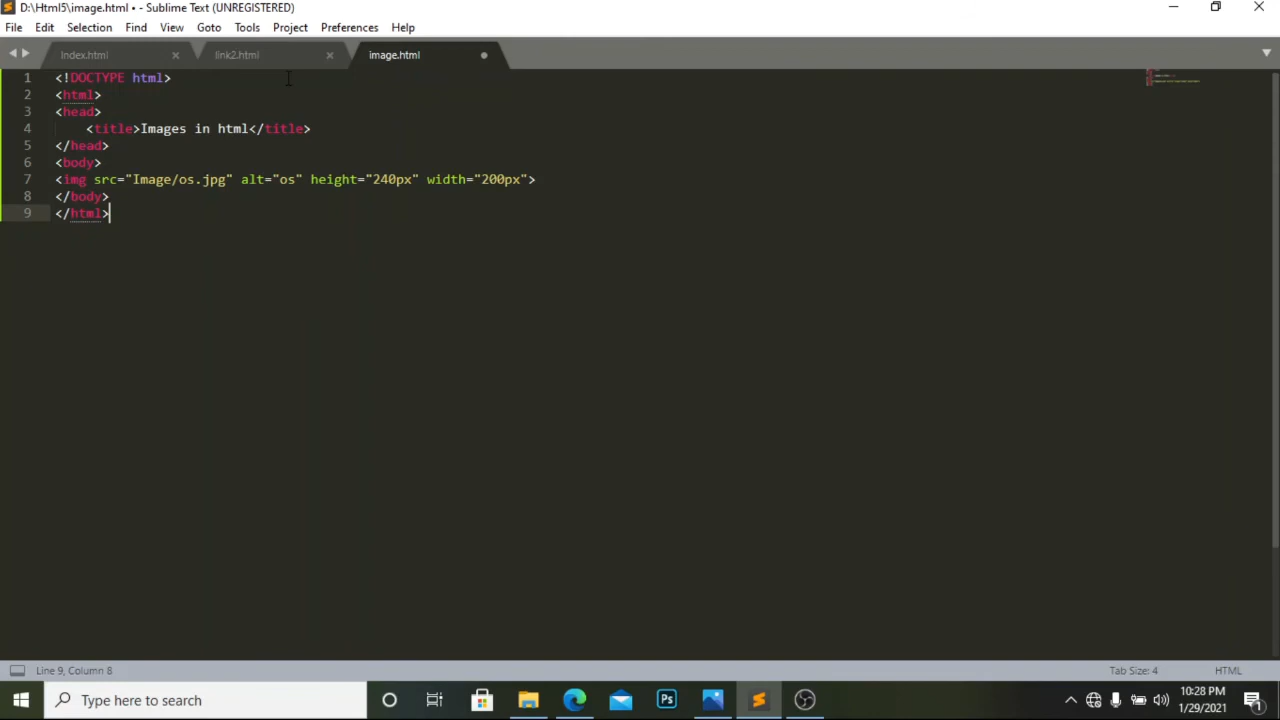 D:\Html5\image.html • - Sublime Text (UNREGISTERED)
File Edit Selection Find View Goto Tools Project Preferences Help
Index.html link2.html image.html
1 <!DOCTYPE html>
2 <html>
3 <head>
4 <title>Images in html</title>
5 </head>
6 <body>
7 <img src="Image/os.jpg" alt="os" height="240px" width="200px">
8 </body>
9 </html>
Line 9, Column 8 Tab Size: 4 HTML
Type here to search Ps 10:28 PM
1/29/2021 1